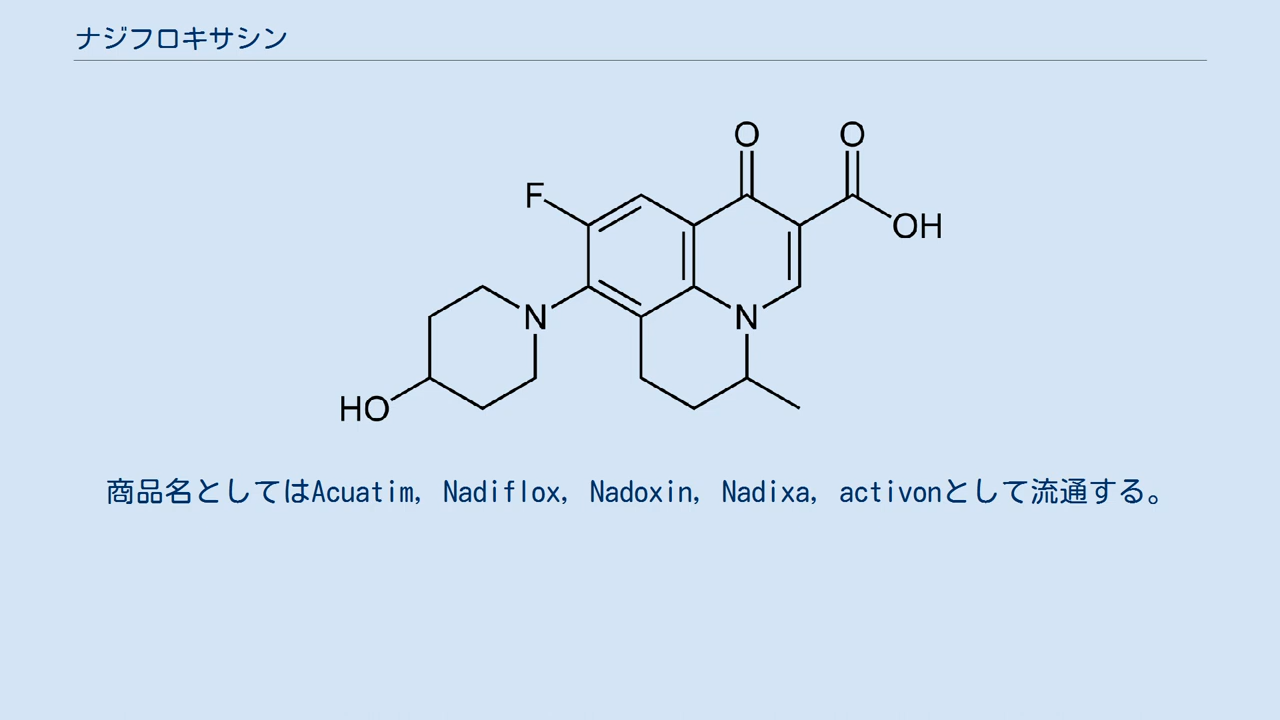 ナジフロキサシン
O
O
F
OH
N
N
HO
商品名としてはAcuatim, Nadiflox, Nadoxin, Nadixa, activonとして流通する。